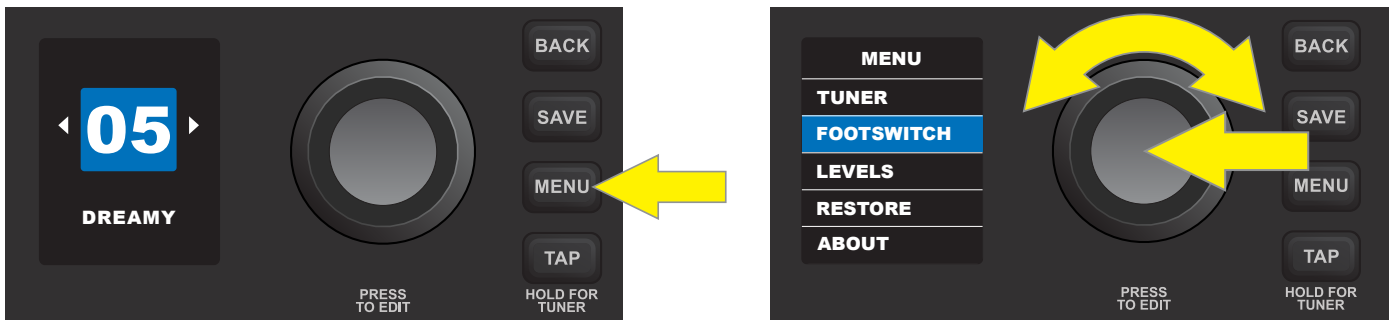 05
DREAMY
BACK
SAVE
MENU
TAP
HOLD FOR
TUNER
PRESS
TO EDIT
MENU
TUNER
FOOTSWITCH
LEVELS
RESTORE
ABOUT
BACK
SAVE
MENU
TAP
HOLD FOR
TUNER
PRESS
TO EDIT